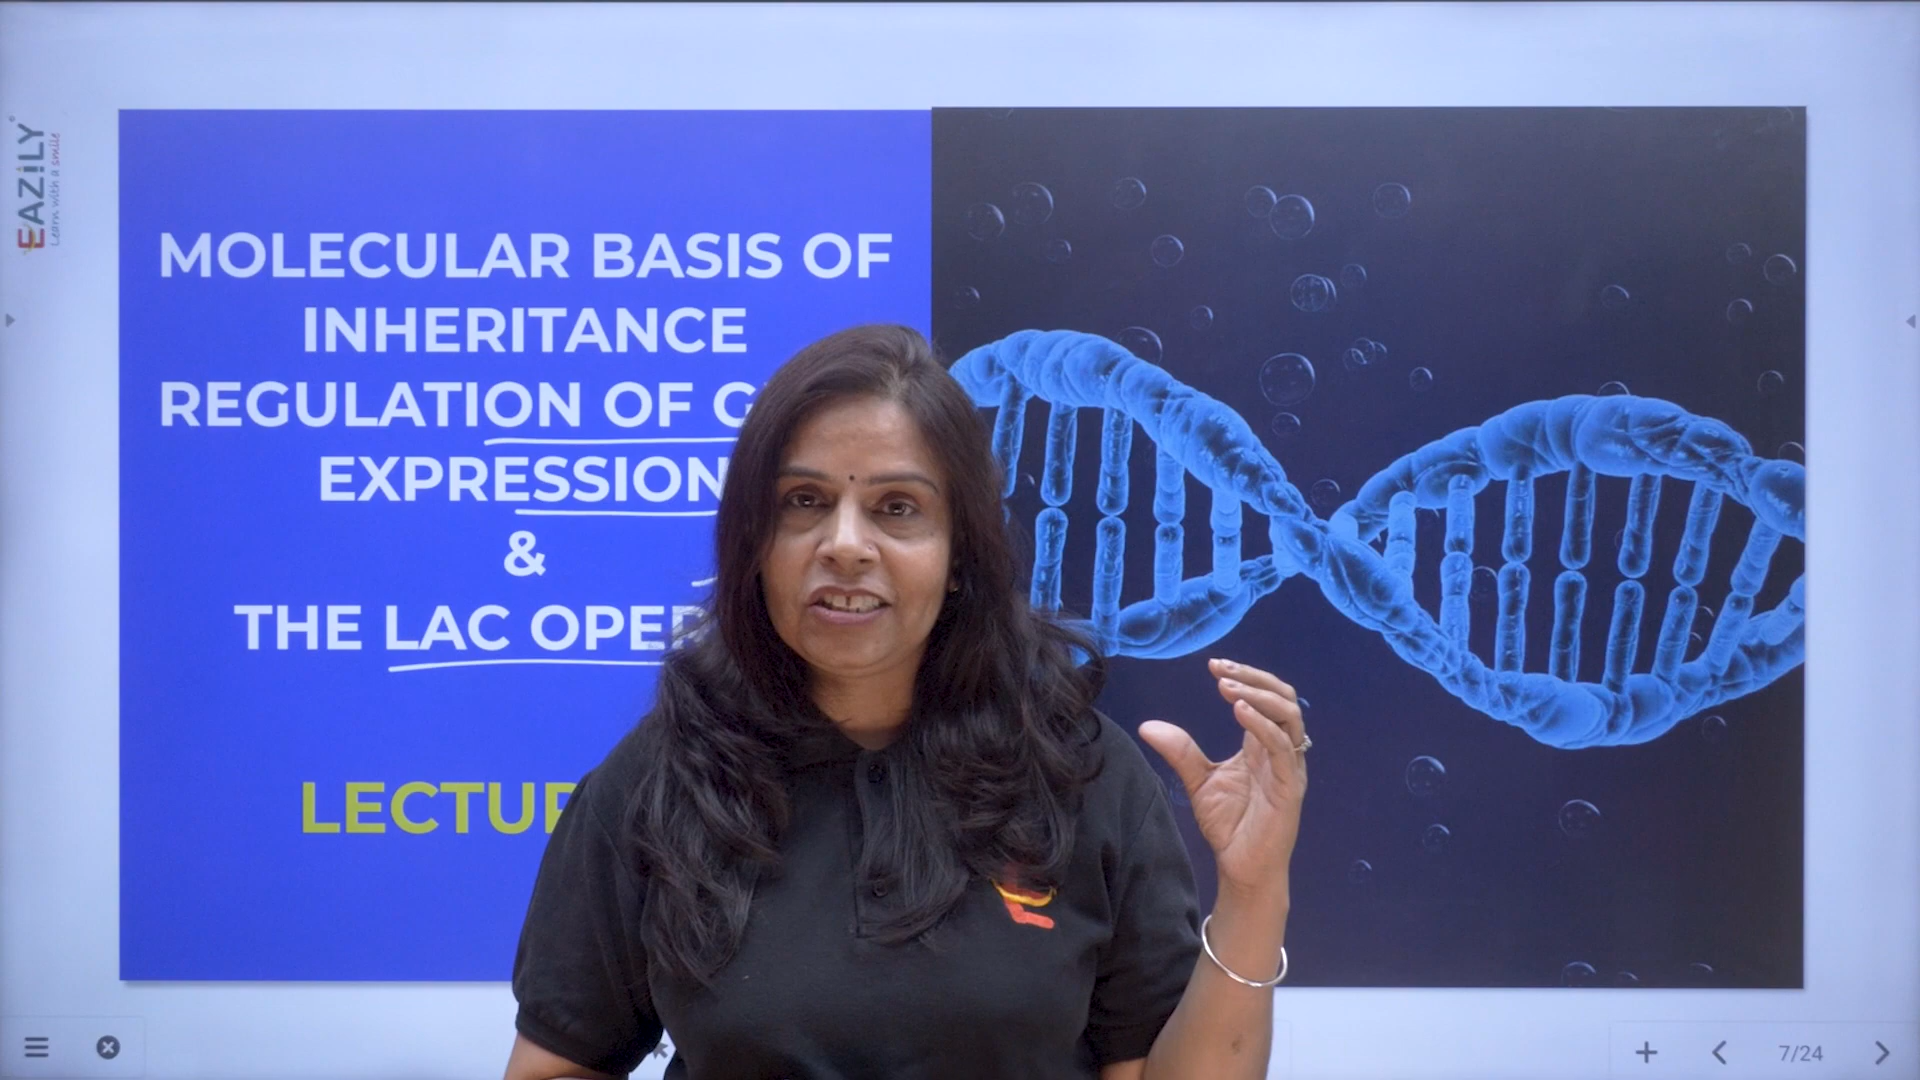 EAZILY
Learn with a smile
MOLECULAR BASIS OF
INHERITANCE
REGULATION OF
EXPRESSION
&
THE LAC
7/24